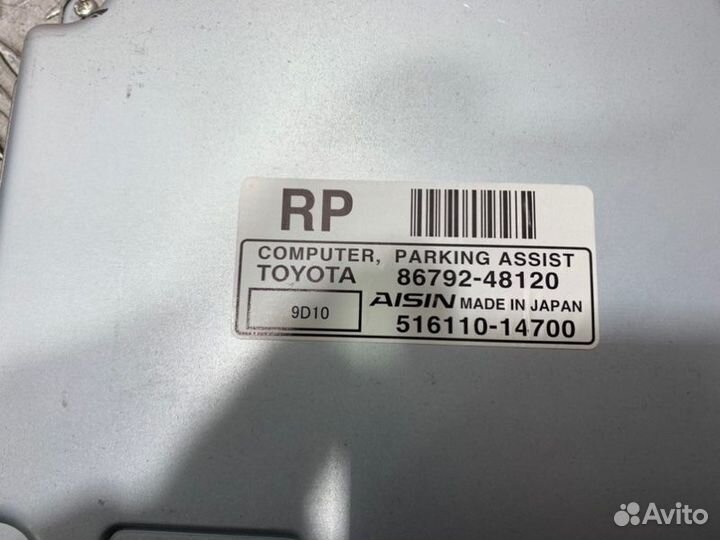 RP
COMPUTER, PARKING ASSIST
TOYOTA 86792-48120
9D10 AISIN MADE IN JAPAN
516110-14700
Avito